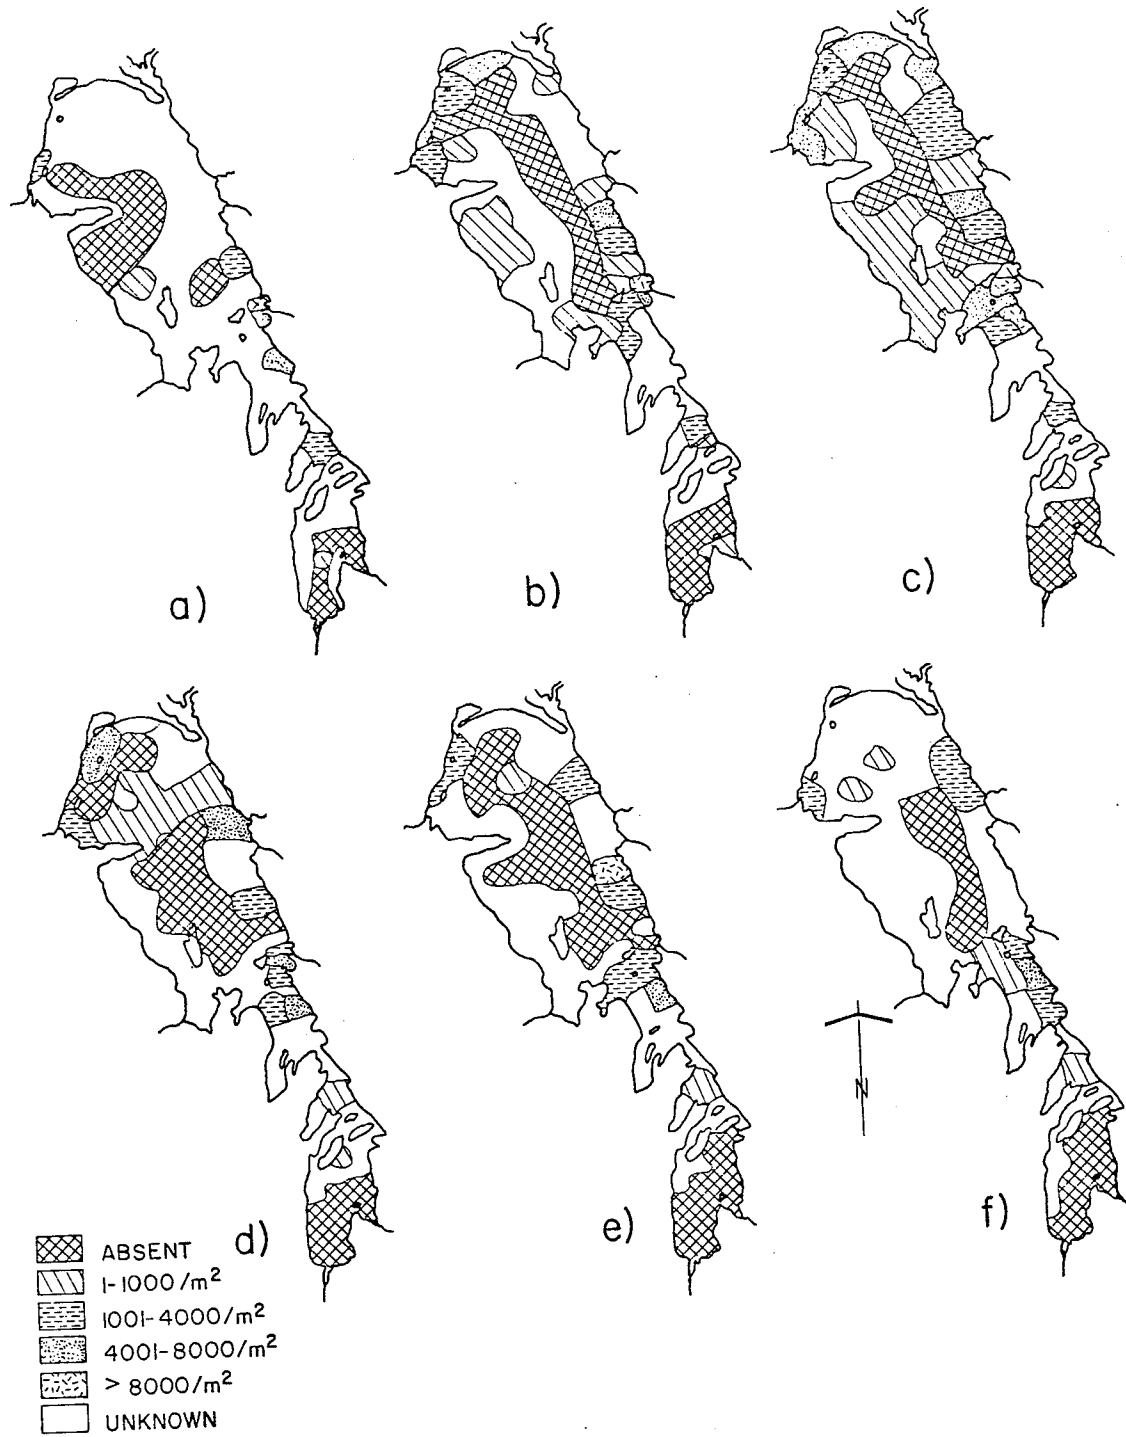 a)
b)
c)
d)
e)
f)
N
ABSENT
1-1000/m²
1001-4000/m²
4001-8000/m²
> 8000/m²
UNKNOWN